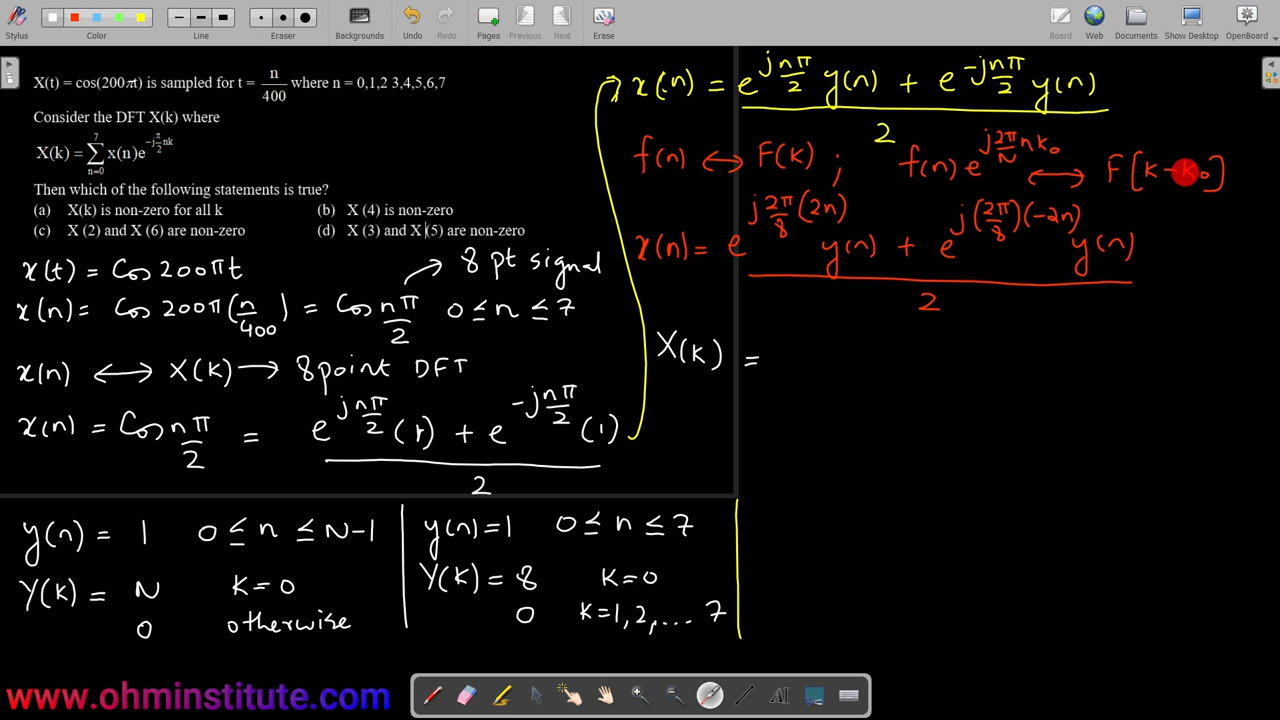 Stylus
Color
Line
Eraser
Backgrounds
Undo
Redo
Pages
Previous
Next
Erase
Board
Web
Documents
Show Desktop
OpenBoard
X(t) = cos(200πt) is sampled for t = n/400 where n = 0,1,2 3,4,5,6,7
Consider the DFT X(k) where
X(k) = ∑_{n=0}^{7} x(n)e^{-j(π/2)nk}
Then which of the following statements is true?
(a) X(k) is non-zero for all k (b) X (4) is non-zero
(c) X (2) and X (6) are non-zero (d) X (3) and X (5) are non-zero
x(t) = Cos 200πt
→ 8 pt signal
x(n) = Cos 200π(n/400) = Cos nπ/2 0 ≤ n ≤ 7
x(n) ⟷ X(k) → 8 point DFT
x(n) = Cos nπ/2 = (e^{jnπ/2}(1) + e^{-jnπ/2}(1))/2
x(n) = (e^{jnπ/2} y(n) + e^{-jnπ/2} y(n))/2
f(n) ⟷ F(k) ; f(n) e^{j(2π/N)nk₀} ⟷ F[k-k₀]
x(n) = (e^{j(2π/8)(2n)} y(n) + e^{j(2π/8)(-2n)} y(n))/2
X(k) =
y(n) = 1 0 ≤ n ≤ N-1
Y(k) = N k=0
0 otherwise
y(n)=1 0 ≤ n ≤ 7
Y(k) = 8 k=0
0 k=1,2,... 7
www.ohminstitute.com